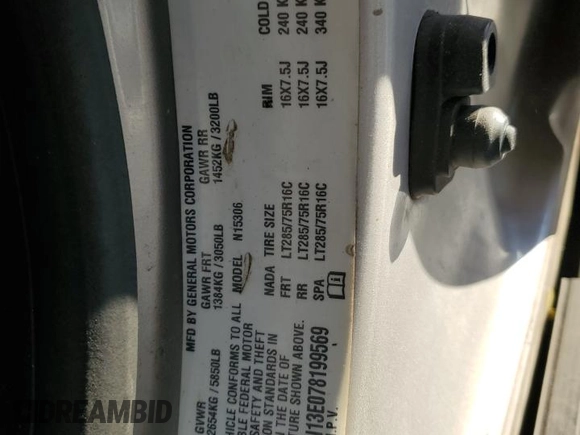 MFD BY GENERAL MOTORS CORPORATION
GVWR GAWR FRT GAWR RR
2654KG / 5850LB 1384KG / 3050LB 1452KG / 3200LB
MODEL N15306
HICLE CONFORMS TO ALL
BLE FEDERAL MOTOR
SAFETY AND THEFT
ION STANDARDS IN
N THE DATE OF
TURE SHOWN ABOVE.
13E078199569
.P.V.
NADA TIRE SIZE RIM COLD
FRT LT285/75R16C 16X7.5J 240 K
RR LT285/75R16C 16X7.5J 240 K
SPA LT285/75R16C 16X7.5J 340 K
DREAMBID